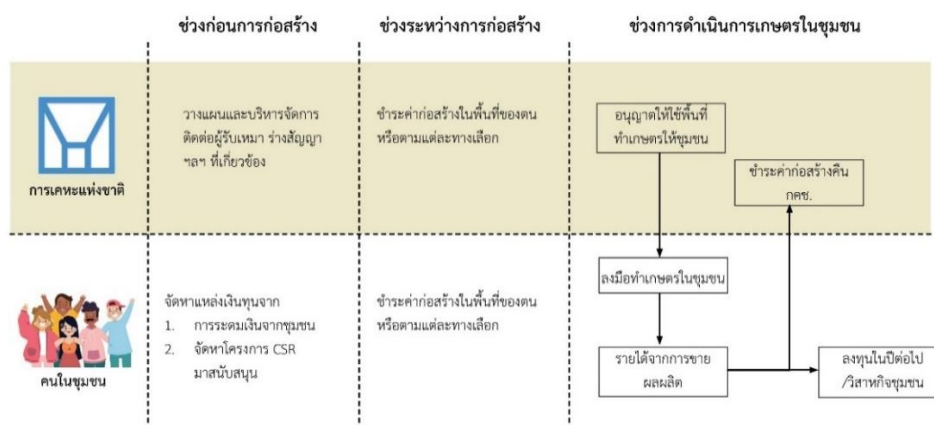 ช่วงก่อนการก่อสร้าง
ช่วงระหว่างการก่อสร้าง
ช่วงการดำเนินการเกษตรในชุมชน
การเคหะแห่งชาติ
วางแผนและบริหารจัดการ
ติดต่อผู้รับเหมา ร่างสัญญา
ฯลฯ ที่เกี่ยวข้อง
ชำระค่าก่อสร้างในพื้นที่ของตน
หรือตามแต่ละทางเลือก
อนุญาตให้ใช้พื้นที่
ทำเกษตรให้ชุมชน
ชำระค่าก่อสร้างคืน
กคช.
คนในชุมชน
จัดหาแหล่งเงินทุนจาก
1. การระดมเงินจากชุมชน
2. จัดหาโครงการ CSR
มาสนับสนุน
ชำระค่าก่อสร้างในพื้นที่ของตน
หรือตามแต่ละทางเลือก
ลงมือทำเกษตรในชุมชน
รายได้จากการขาย
ผลผลิต
ลงทุนในปีต่อไป
/วิสาหกิจชุมชน